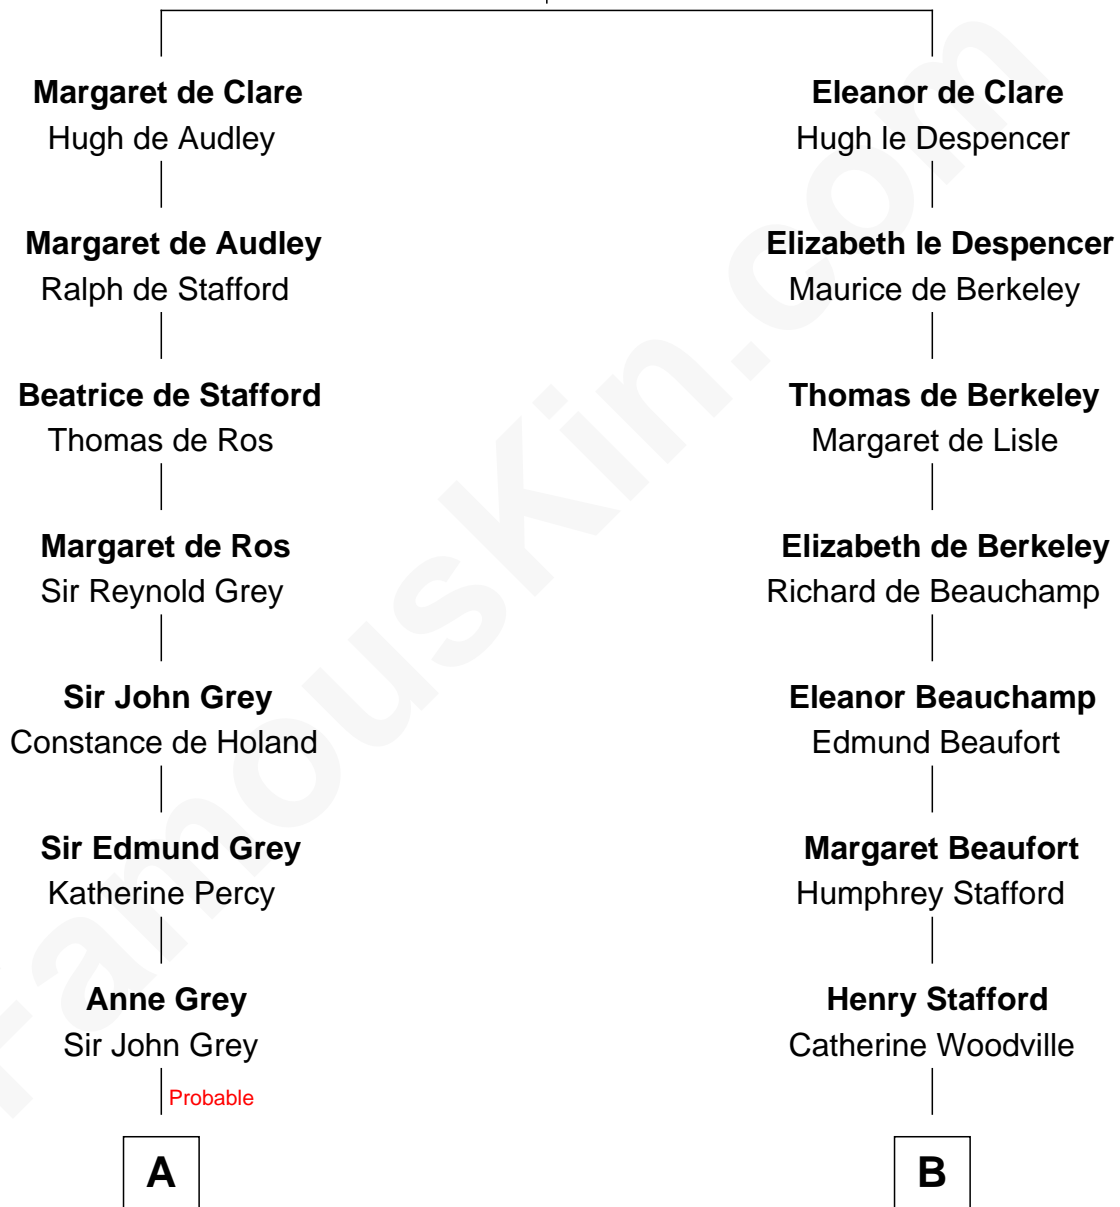 Margaret de Clare
Hugh de Audley
Margaret de Audley
Ralph de Stafford
Beatrice de Stafford
Thomas de Ros
Margaret de Ros
Sir Reynold Grey
Sir John Grey
Constance de Holand
Sir Edmund Grey
Katherine Percy
Anne Grey
Sir John Grey
Probable
A
Eleanor de Clare
Hugh le Despencer
Elizabeth le Despencer
Maurice de Berkeley
Thomas de Berkeley
Margaret de Lisle
Elizabeth de Berkeley
Richard de Beauchamp
Eleanor Beauchamp
Edmund Beaufort
Margaret Beaufort
Humphrey Stafford
Henry Stafford
Catherine Woodville
B
FamousKin.com